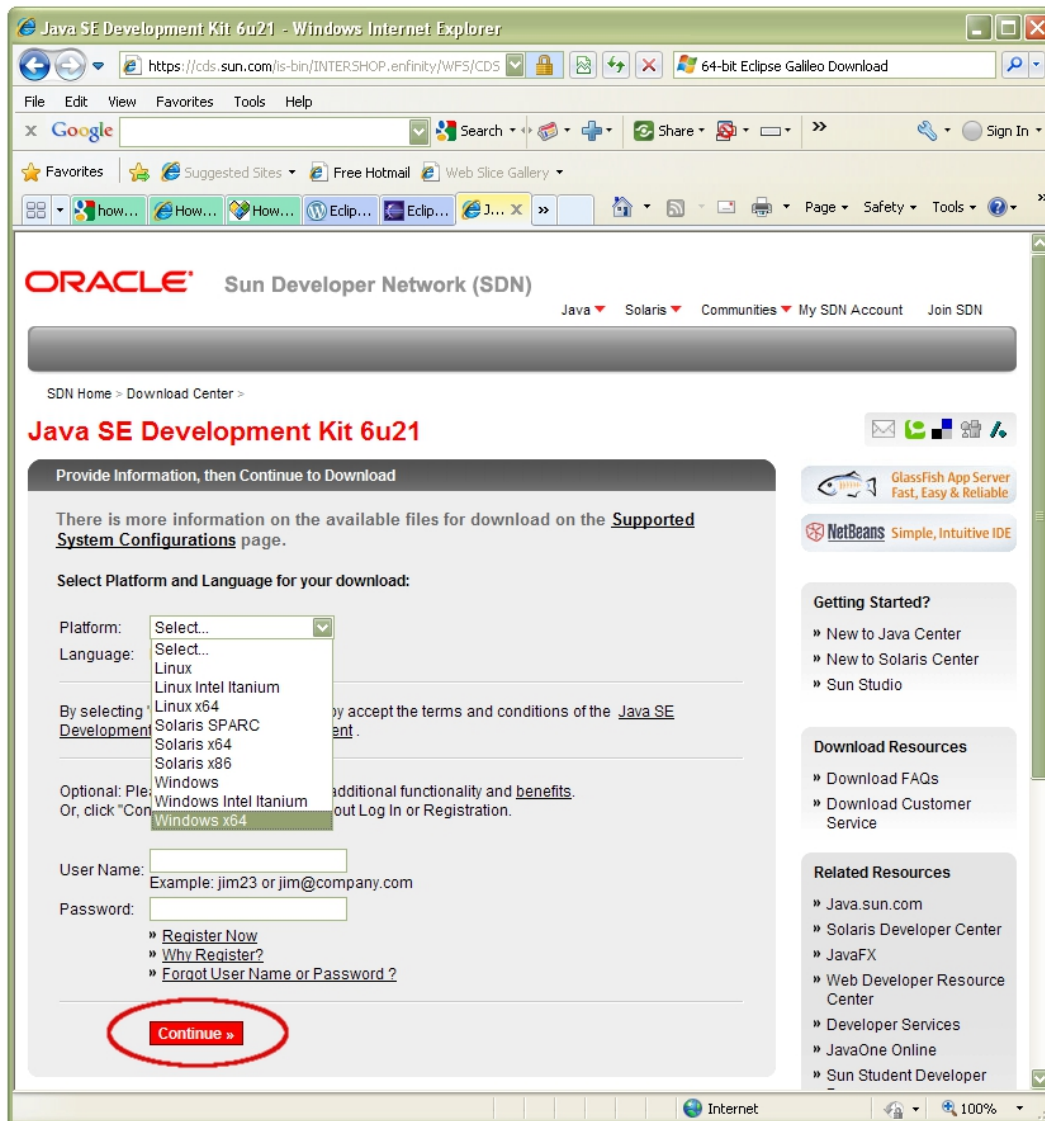 Java SE Development Kit 6u21 - Windows Internet Explorer
https://cds.sun.com/is-bin/INTERSHOP.enfinity/WFS/CDS
64-bit Eclipse Galileo Download
File Edit View Favorites Tools Help
x Google Search Share » Sign In
Favorites Suggested Sites Free Hotmail Web Slice Gallery
how... How... How... Eclip... Eclip... J... X » Page Safety Tools »
ORACLE Sun Developer Network (SDN)
Java Solaris Communities My SDN Account Join SDN
SDN Home > Download Center >
Java SE Development Kit 6u21
Provide Information, then Continue to Download
There is more information on the available files for download on the Supported
System Configurations page.
Select Platform and Language for your download:
Platform: Select...
Select...
Language:
Linux
Linux Intel Itanium
Linux x64
By selecting by accept the terms and conditions of the Java SE
Solaris SPARC
Development ent .
Solaris x64
Solaris x86
Windows
Optional: Plea additional functionality and benefits.
Windows Intel Itanium
Or, click "Con out Log In or Registration.
Windows x64
User Name:
Example: jim23 or jim@company.com
Password:
» Register Now
» Why Register?
» Forgot User Name or Password ?
Continue »
GlassFish App Server
Fast, Easy & Reliable
NetBeans Simple, Intuitive IDE
Getting Started?
» New to Java Center
» New to Solaris Center
» Sun Studio
Download Resources
» Download FAQs
» Download Customer
Service
Related Resources
» Java.sun.com
» Solaris Developer Center
» JavaFX
» Web Developer Resource
Center
» Developer Services
» JavaOne Online
» Sun Student Developer
Internet 100%